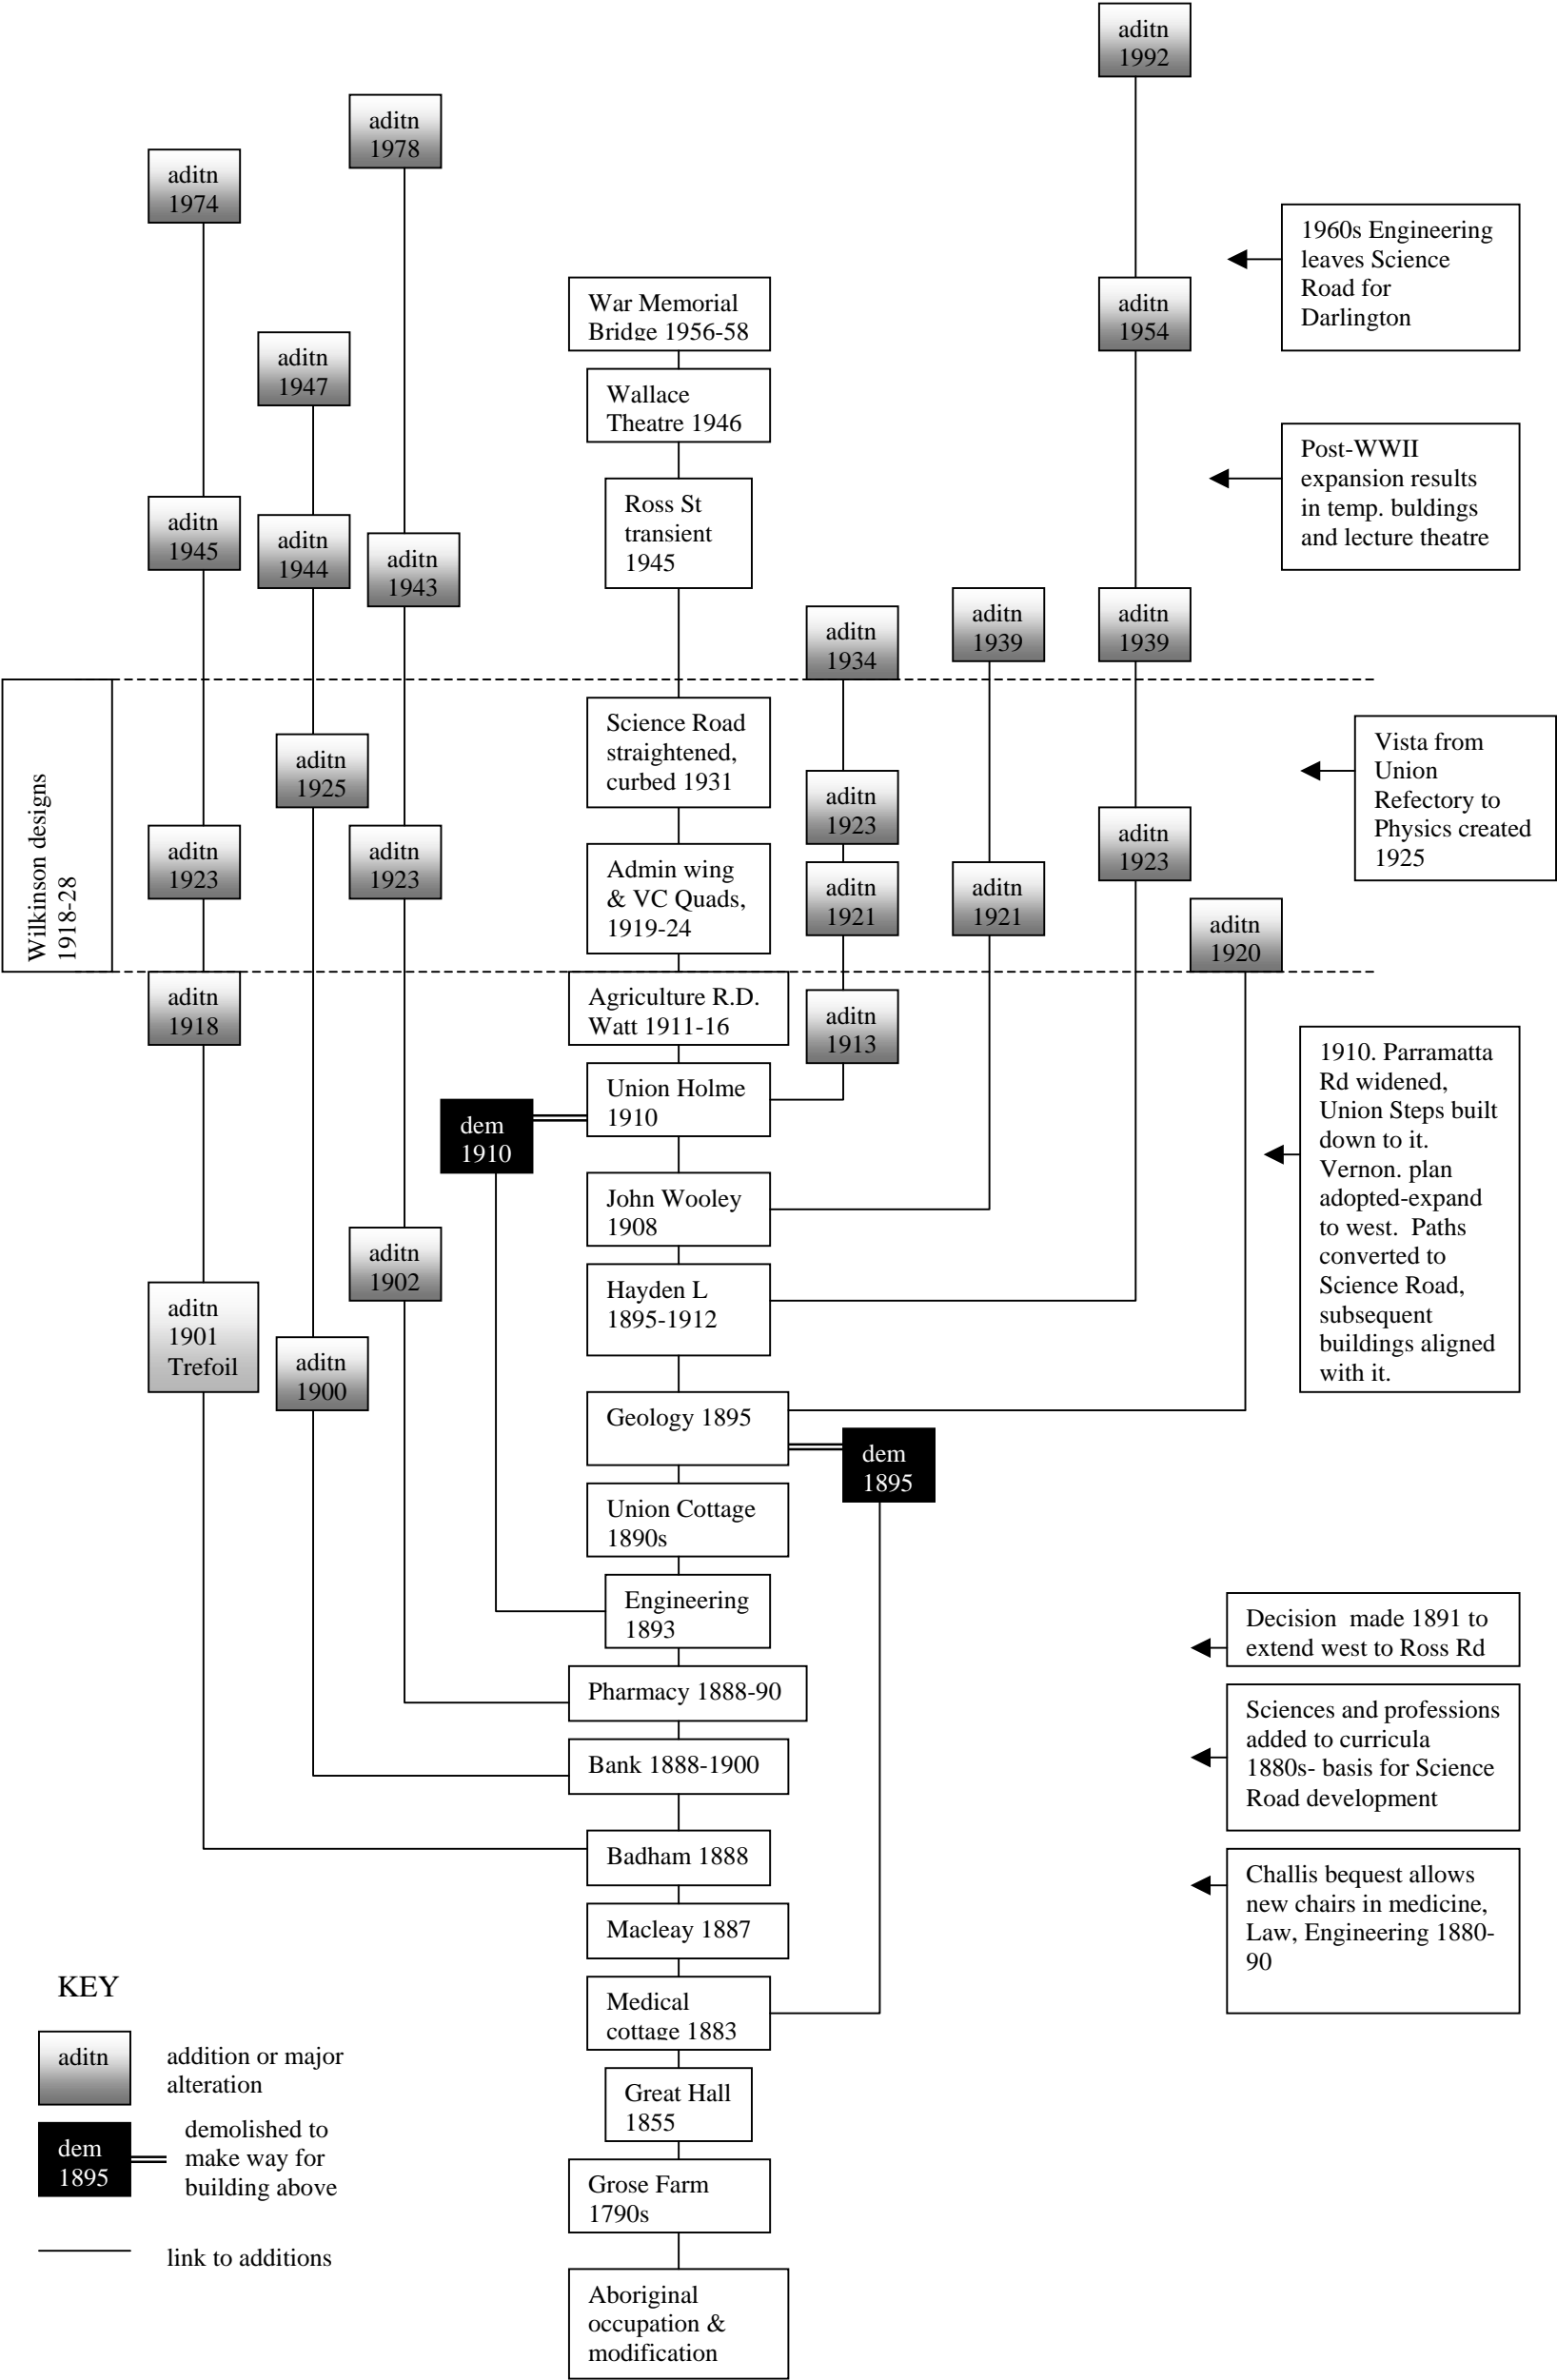 aditn
1992
aditn
1978
aditn
1974
1960s Engineering
leaves Science
Road for
Darlington
War Memorial
Bridge 1956-58
aditn
1954
aditn
1947
Wallace
Theatre 1946
Post-WWII
expansion results
in temp. buldings
and lecture theatre
aditn
1945
aditn
1944
aditn
1943
Ross St
transient
1945
aditn
1934
aditn
1939
aditn
1939
Wilkinson designs
1918-28
Science Road
straightened,
curbed 1931
Vista from
Union
Refectory to
Physics created
1925
aditn
1925
aditn
1923
aditn
1923
aditn
1923
aditn
1923
Admin wing
& VC Quads,
1919-24
aditn
1921
aditn
1921
aditn
1920
aditn
1918
Agriculture R.D.
Watt 1911-16
aditn
1913
1910. Parramatta
Rd widened,
Union Steps built
down to it.
Vernon. plan
adopted-expand
to west. Paths
converted to
Science Road,
subsequent
buildings aligned
with it.
dem
1910
Union Holme
1910
John Wooley
1908
aditn
1902
Hayden L
1895-1912
aditn
1901
Trefoil
aditn
1900
Geology 1895
dem
1895
Union Cottage
1890s
Engineering
1893
Decision made 1891 to
extend west to Ross Rd
Pharmacy 1888-90
Sciences and professions
added to curricula
1880s- basis for Science
Road development
Bank 1888-1900
Badham 1888
Challis bequest allows
new chairs in medicine,
Law, Engineering 1880-
90
Macleay 1887
Medical
cottage 1883
Great Hall
1855
Grose Farm
1790s
Aboriginal
occupation &
modification
KEY
aditn
addition or major
alteration
dem
1895
demolished to
make way for
building above
link to additions